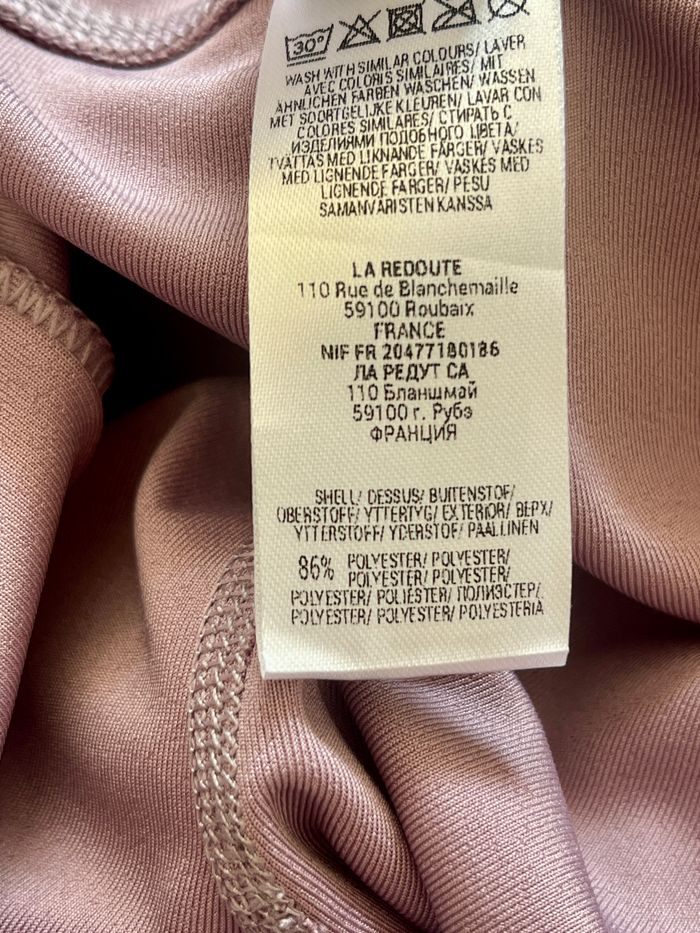 30°
WASH WITH SIMILAR COLOURS/ LAVER
AVEC COLORIS SIMILAIRES/ MIT
ÄHNLICHEN FARBEN WASCHEN/ WASSEN
MET SOORTGELIJKE KLEUREN/ LAVAR CON
COLORES SIMILARES/ СТИРАТЬ С
ИЗДЕЛИЯМИ ПОДОБНОГО ЦВЕТА/
TVÄTTAS MED LIKNANDE FÄRGER/ VASKES
MED LIGNENDE FARGER/ VASKES MED
LIGNENDE FARGER/ PESU
SAMANVÄRISTEN KANSSA
LA REDOUTE
110 Rue de Blanchemaille
59100 Roubaix
FRANCE
NIF FR 20477180186
ЛА РЕДУТ СА
110 Бланшмай
59100 г. Рубэ
ФРАНЦИЯ
SHELL/ DESSUS/ BUITENSTOF/
OBERSTOFF/ YTTERTYG/ EXTERIOR/ ВЕРХ/
YTTERSTOFF/ YDERSTOF/ PAALLINEN
86% POLYESTER/ POLYESTER/
POLYESTER/ POLYESTER/
POLYESTER/ POLIÉSTER/ ПОЛИЭСТЕР/
POLYESTER/ POLYESTER/ POLYESTERIA